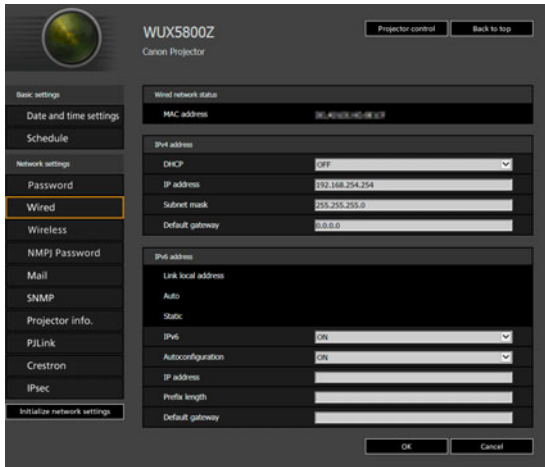 WUX5800Z
Canon Projector
Projector control
Back to top
Basic settings
Date and time settings
Schedule
Network settings
Password
Wired
Wireless
NMPJ Password
Mail
SNMP
Projector info.
PJLink
Crestron
IPsec
Initialize network settings
Wired network status
MAC address
IPv4 address
DHCP OFF
IP address 192.168.254.254
Subnet mask 255.255.255.0
Default gateway 0.0.0.0
IPv6 address
Link local address
Auto
Static
IPv6 ON
Autoconfiguration ON
IP address
Prefix length
Default gateway
OK
Cancel